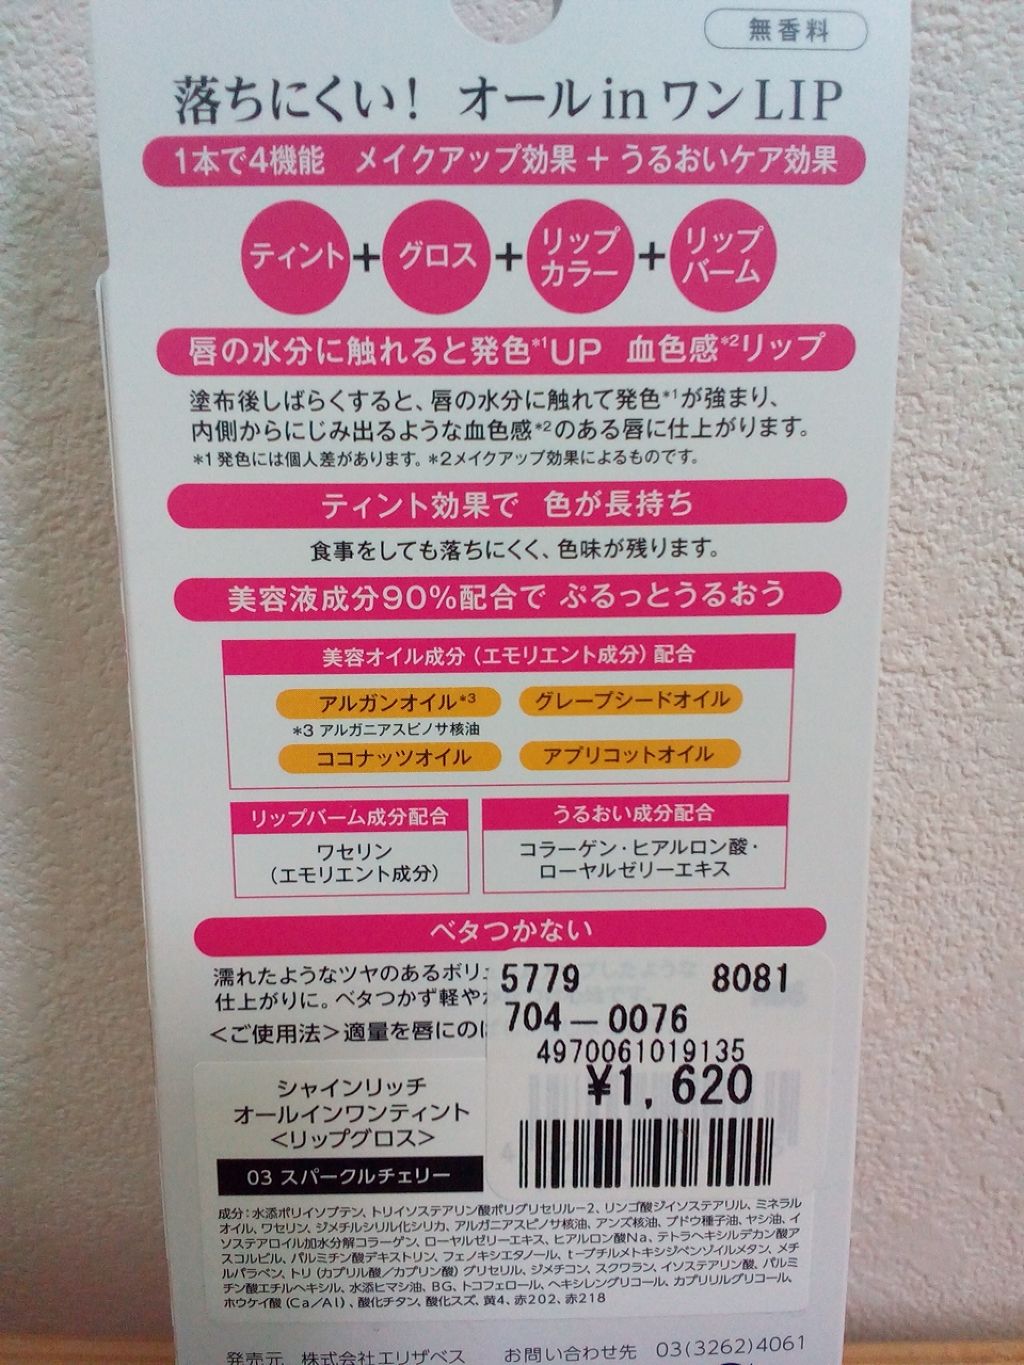 無香料
落ちにくい! オールinワンLIP
1本で4機能 メイクアップ効果+うるおいケア効果
ティント+グロス+リップカラー+リップバーム
唇の水分に触れると発色*1UP 血色感*2リップ
塗布後しばらくすると、唇の水分に触れて発色*1が強まり、
内側からにじみ出るような血色感*2のある唇に仕上がります。
*1発色には個人差があります。*2メイクアップ効果によるものです。
ティント効果で 色が長持ち
食事をしても落ちにくく、色味が残ります。
美容液成分90%配合で ぷるっとうるおう
美容オイル成分(エモリエント成分)配合
アルガンオイル*3 グレープシードオイル
*3 アルガニアスピノサ核油
ココナッツオイル アプリコットオイル
リップバーム成分配合
ワセリン
(エモリエント成分)
うるおい成分配合
コラーゲン・ヒアルロン酸・
ローヤルゼリーエキス
ベタつかない
濡れたようなツヤのあるボリ
仕上がりに。ベタつかず軽や
<ご使用法>適量を唇にのば
5779 8081
704-0076
4970061019135
¥1,620
シャインリッチ
オールインワンティント
<リップグロス>
03 スパークルチェリー
成分:水添ポリイソブテン、トリイソステアリン酸ポリグリセリル-2、リンゴ酸ジイソステアリル、ミネラル
オイル、ワセリン、ジメチルシリル化シリカ、アルガニアスピノサ核油、アンズ核油、ブドウ種子油、ヤシ油、イ
ソステアロイル加水分解コラーゲン、ローヤルゼリーエキス、ヒアルロン酸Na、テトラヘキシルデカン酸ア
スコルビル、パルミチン酸デキストリン、フェノキシエタノール、t-ブチルメトキシジベンゾイルメタン、メチ
ルパラベン、トリ(カプリル酸/カプリン酸)グリセリル、ジメチコン、スクワラン、イソステアリン酸、パルミ
チン酸エチルヘキシル、水添ヒマシ油、BG、トコフェロール、ヘキシレングリコール、カプリリルグリコール、
ホウケイ酸(Ca/Al)、酸化チタン、酸化スズ、黄4、赤202、赤218
発売元 株式会社エリザベス お問い合わせ先 03(3262)4061